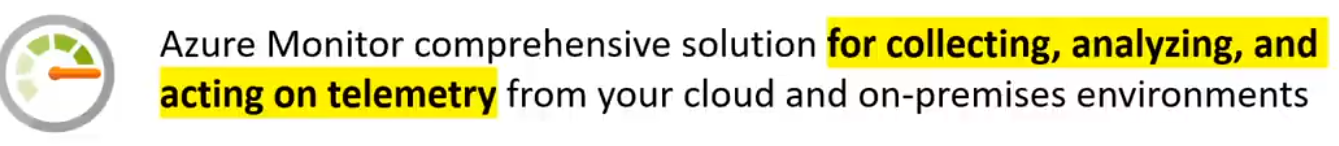 Azure Monitor comprehensive solution for collecting, analyzing, and
acting on telemetry from your cloud and on-premises environments